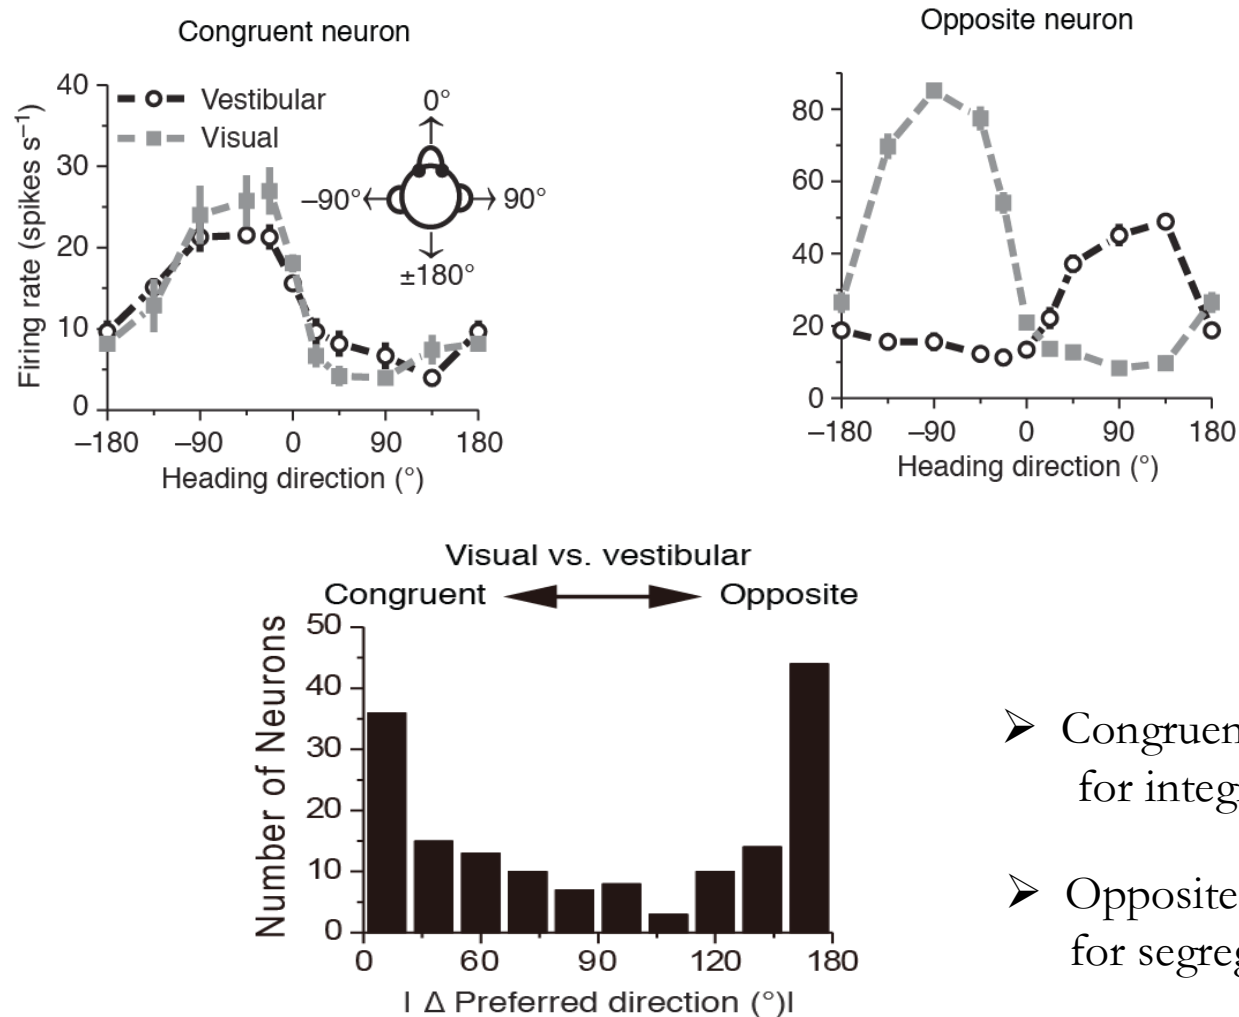 Congruent neuron
Vestibular
Visual
0°
–90°
90°
±180°
Firing rate (spikes s⁻¹)
40
30
20
10
0
–180
–90
0
90
180
Heading direction (°)
Opposite neuron
80
60
40
20
0
–180
–90
0
90
180
Heading direction (°)
Visual vs. vestibular
Congruent
Opposite
Number of Neurons
50
40
30
20
10
0
0
60
90
120
180
I Δ Preferred direction (°)I
➢ Congruen
for integ
➢ Opposite
for segre